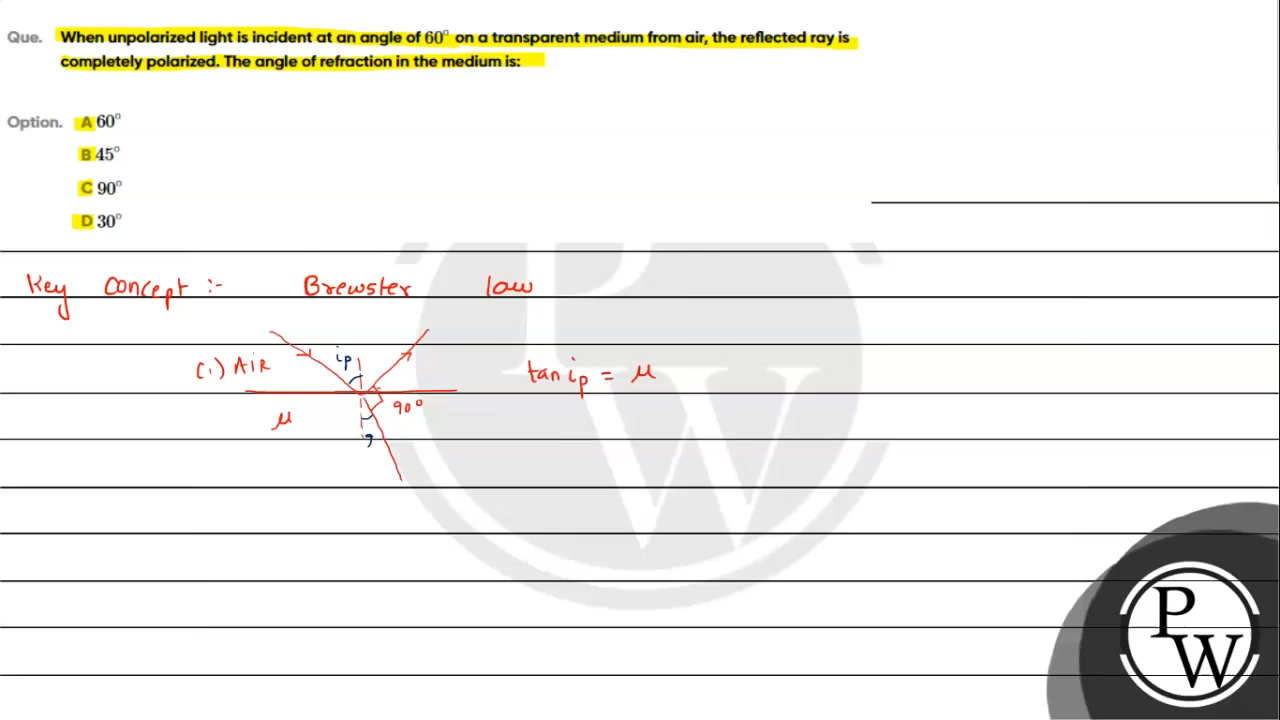 Que. When unpolarized light is incident at an angle of 60° on a transparent medium from air, the reflected ray is
completely polarized. The angle of refraction in the medium is:
Option. A 60°
B 45°
C 90°
D 30°
Key Concept :- Brewster law
(1) Air ip
tan ip = μ
μ 90°
r
PW
PW